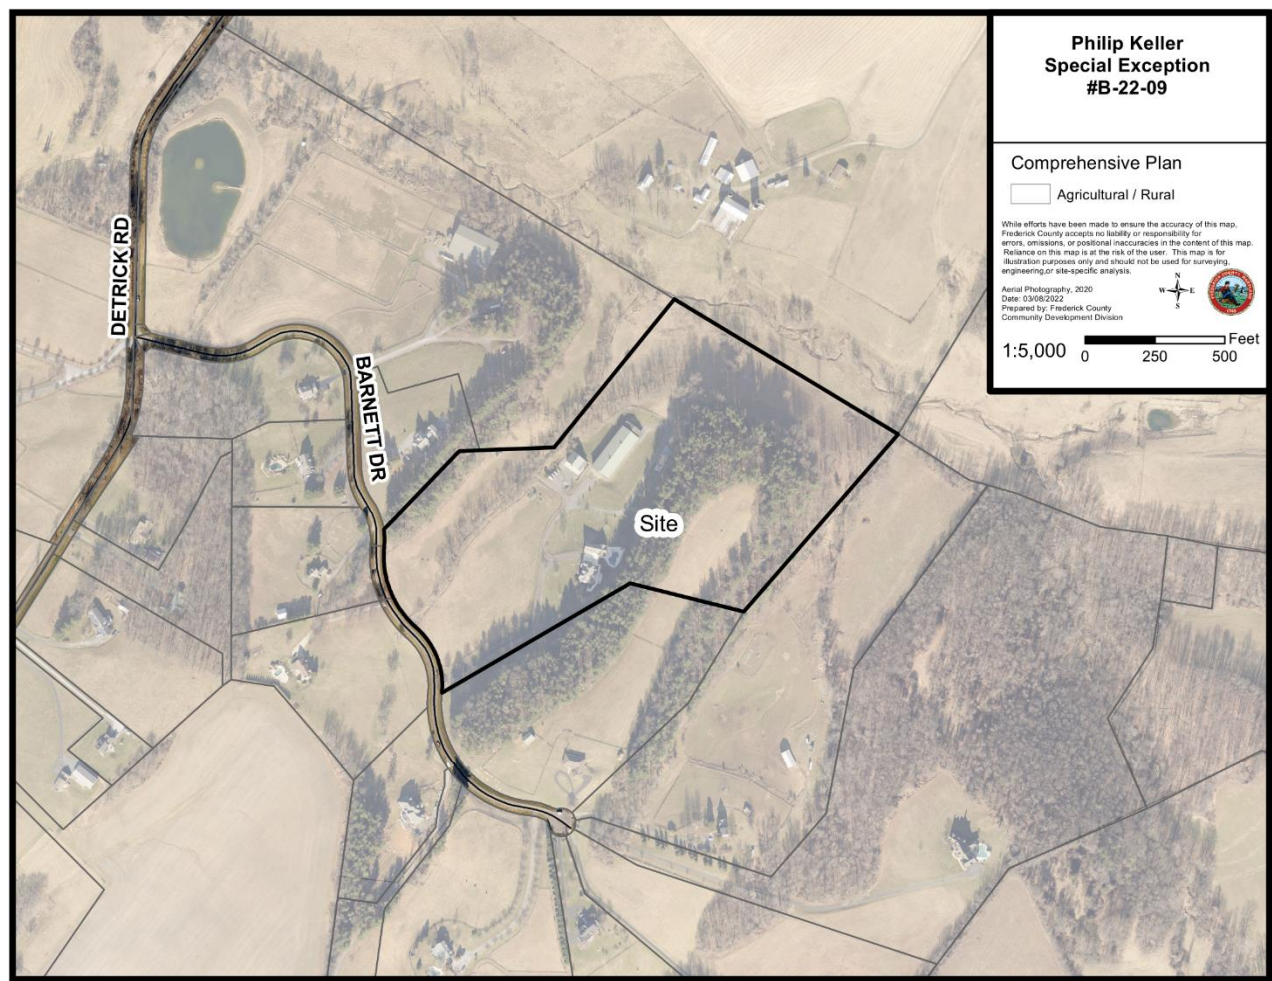 Philip Keller
Special Exception
#B-22-09
Comprehensive Plan
Agricultural / Rural
While efforts have been made to ensure the accuracy of this map,
Frederick County accepts no liability or responsibility for
errors, omissions, or positional inaccuracies in the content of this map.
Reliance on this map is at the risk of the user. This map is for
illustration purposes only and should not be used for surveying,
engineering,or site-specific analysis.
Aerial Photography, 2020
Date: 03/08/2022
Prepared by: Frederick County
Community Development Division
N
W E
S
1:5,000
Feet
0 250 500
DETRICK RD
BARNETT DR
Site